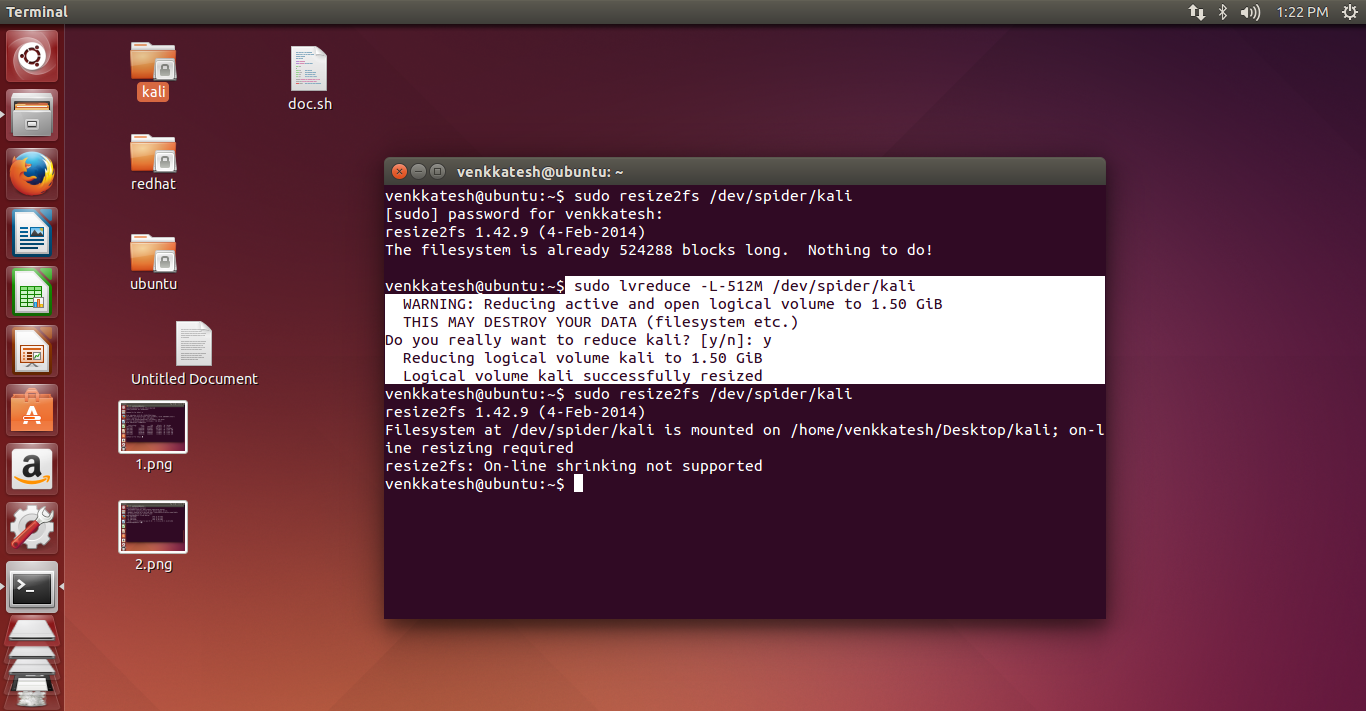 Terminal
1:22 PM
kali
doc.sh
redhat
ubuntu
Untitled Document
1.png
2.png
venkkatesh@ubuntu: ~
venkkatesh@ubuntu:~$ sudo resize2fs /dev/spider/kali
[sudo] password for venkkatesh:
resize2fs 1.42.9 (4-Feb-2014)
The filesystem is already 524288 blocks long.  Nothing to do!
venkkatesh@ubuntu:~$ sudo lvreduce -L-512M /dev/spider/kali
  WARNING: Reducing active and open logical volume to 1.50 GiB
  THIS MAY DESTROY YOUR DATA (filesystem etc.)
Do you really want to reduce kali? [y/n]: y
  Reducing logical volume kali to 1.50 GiB
  Logical volume kali successfully resized
venkkatesh@ubuntu:~$ sudo resize2fs /dev/spider/kali
resize2fs 1.42.9 (4-Feb-2014)
Filesystem at /dev/spider/kali is mounted on /home/venkkatesh/Desktop/kali; on-l
ine resizing required
resize2fs: On-line shrinking not supported
venkkatesh@ubuntu:~$